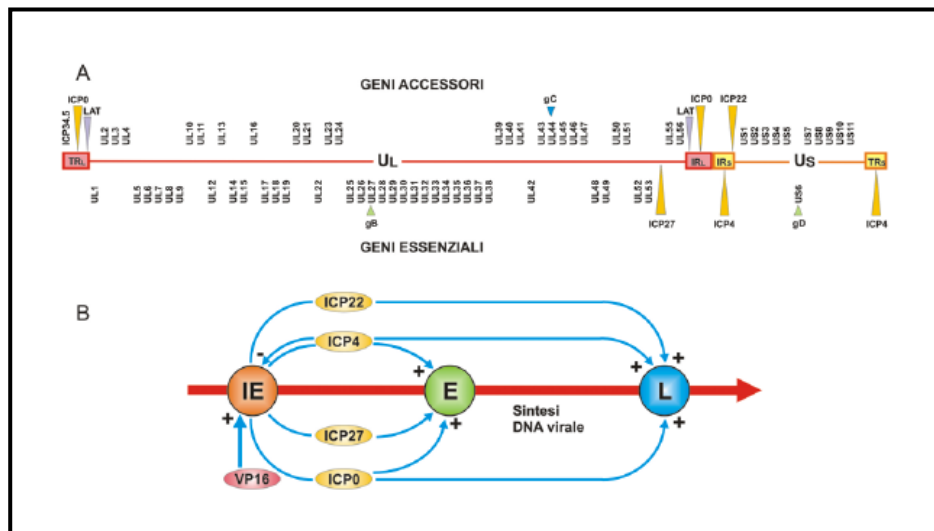 A
GENI ACCESSORI
ICP34.5
ICP0
LAT
UL2
UL3
UL4
UL10
UL11
UL13
UL16
UL20
UL21
UL23
UL24
UL39
UL40
UL41
gC
UL43
UL44
UL45
UL46
UL47
UL50
UL51
UL55
UL56
LAT
ICP0
ICP22
US1
US2
US3
US4
US5
US7
US8
US9
US10
US11
TRL
UL
IRL
IRS
US
TRS
UL1
UL5
UL6
UL7
UL8
UL9
UL12
UL14
UL15
UL17
UL18
UL19
UL22
UL25
UL26
UL27
UL28
UL29
UL30
UL31
UL32
UL33
UL34
UL35
UL36
UL37
UL38
UL42
UL48
UL49
UL52
UL53
US6
gB
ICP27
ICP4
gD
ICP4
GENI ESSENZIALI
B
ICP22
- ICP4 + +
+
IE E L
Sintesi
DNA virale
+ ICP27 + +
VP16 ICP0